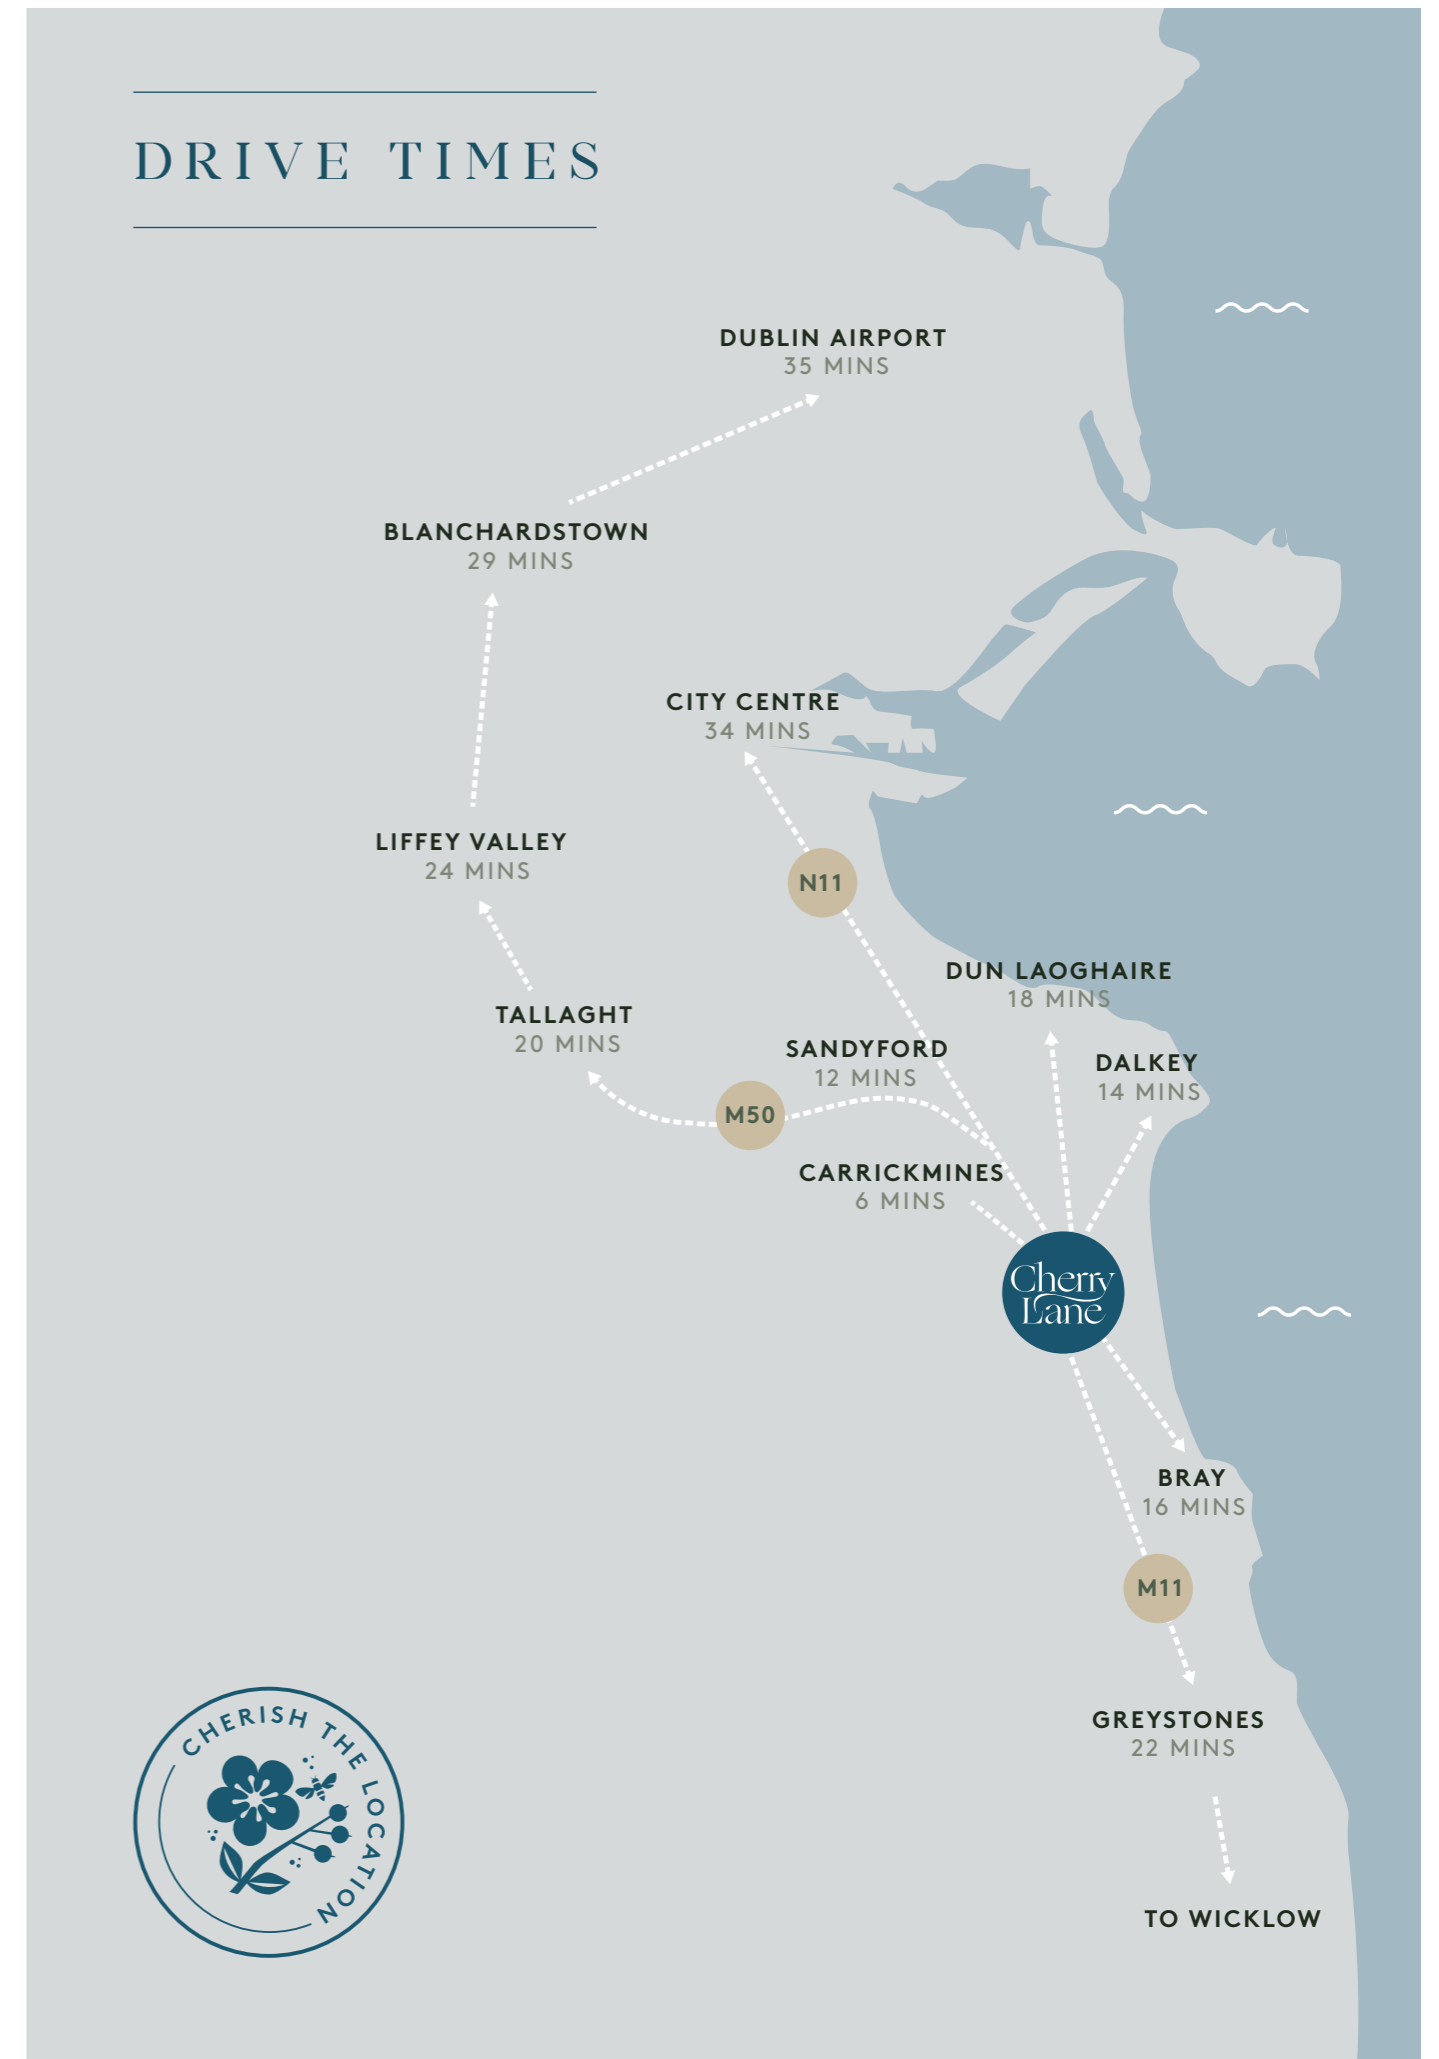 DRIVE TIMES
DUBLIN AIRPORT
35 MINS
BLANCHARDSTOWN
29 MINS
CITY CENTRE
34 MINS
LIFFEY VALLEY
24 MINS
N11
DUN LAOGHAIRE
18 MINS
TALLAGHT
20 MINS
SANDYFORD
12 MINS
DALKEY
14 MINS
M50
CARRICKMINES
6 MINS
Cherry
Lane
BRAY
16 MINS
M11
GREYSTONES
22 MINS
TO WICKLOW
CHERISH THE LOCATION